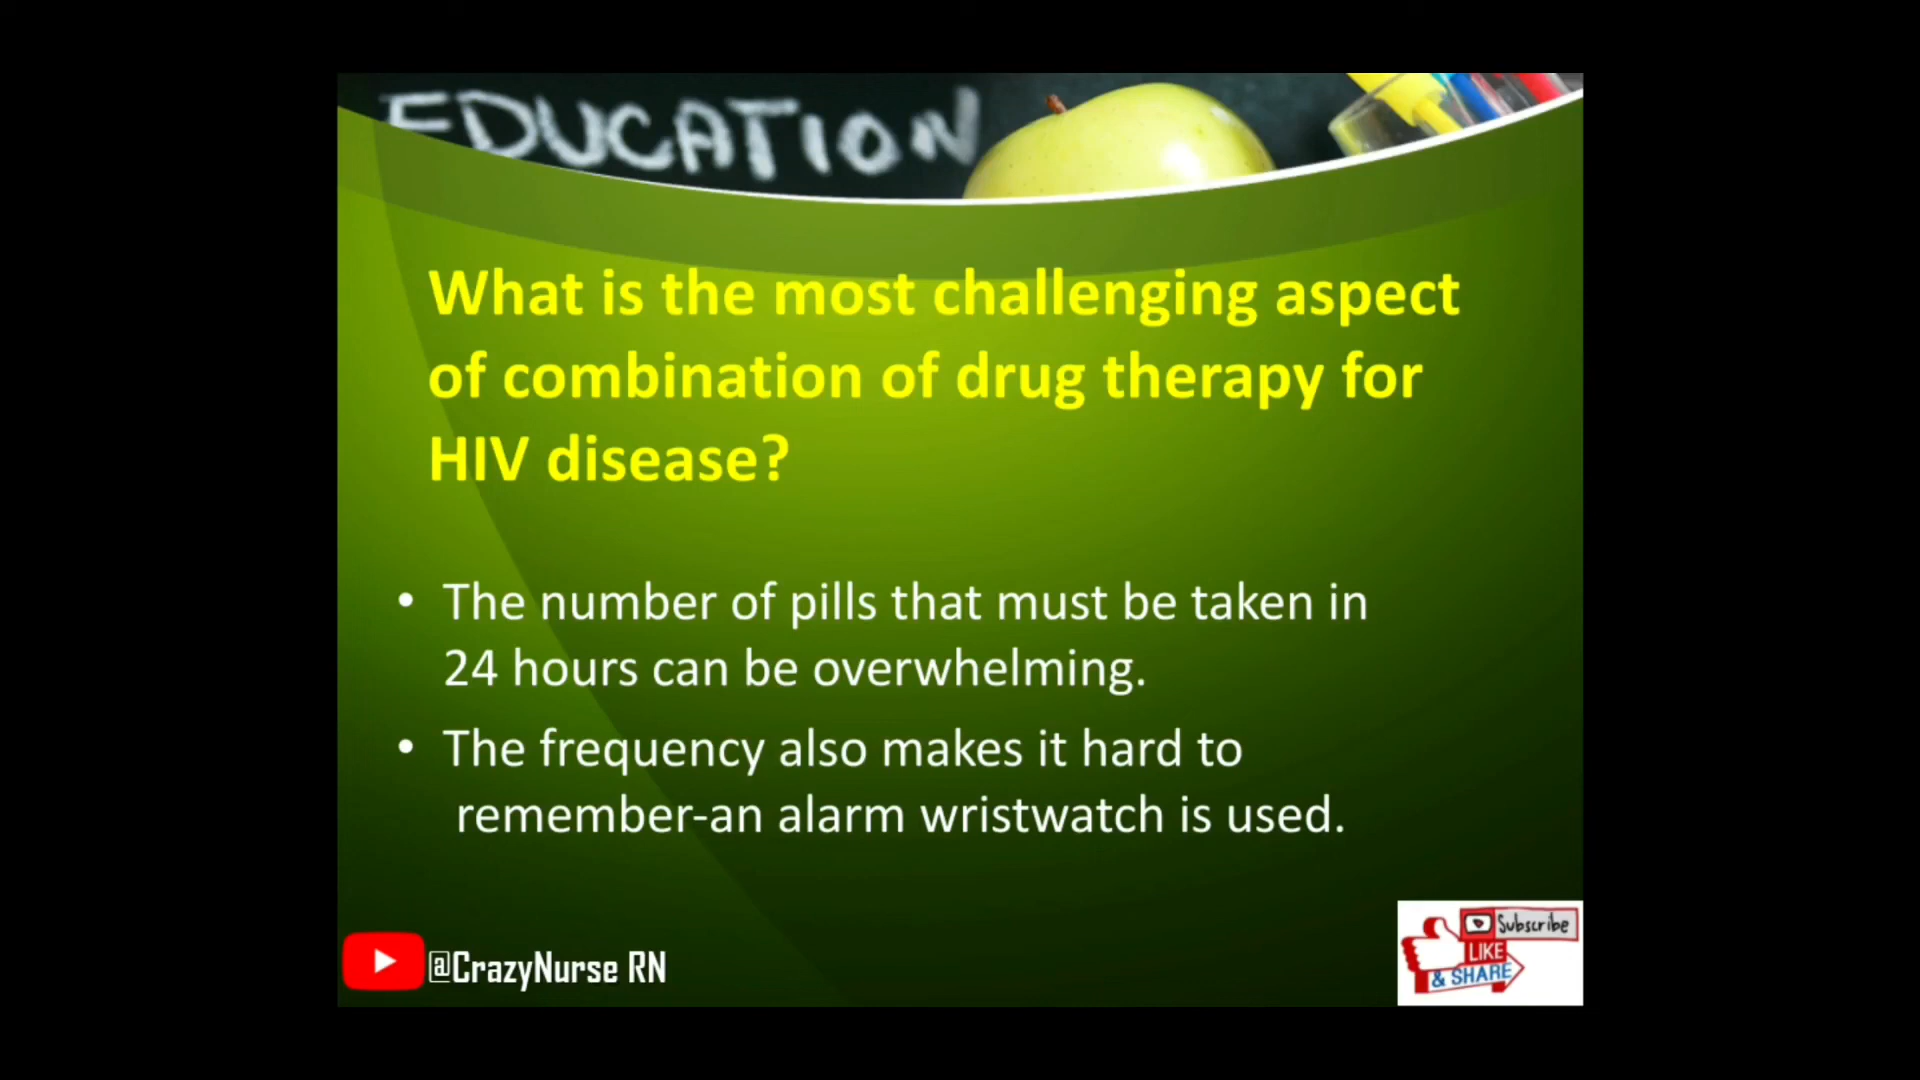 EDUCATION
What is the most challenging aspect
of combination of drug therapy for
HIV disease?
• The number of pills that must be taken in
24 hours can be overwhelming.
• The frequency also makes it hard to
remember-an alarm wristwatch is used.
@CrazyNurse RN
Subscribe
LIKE
& SHARE